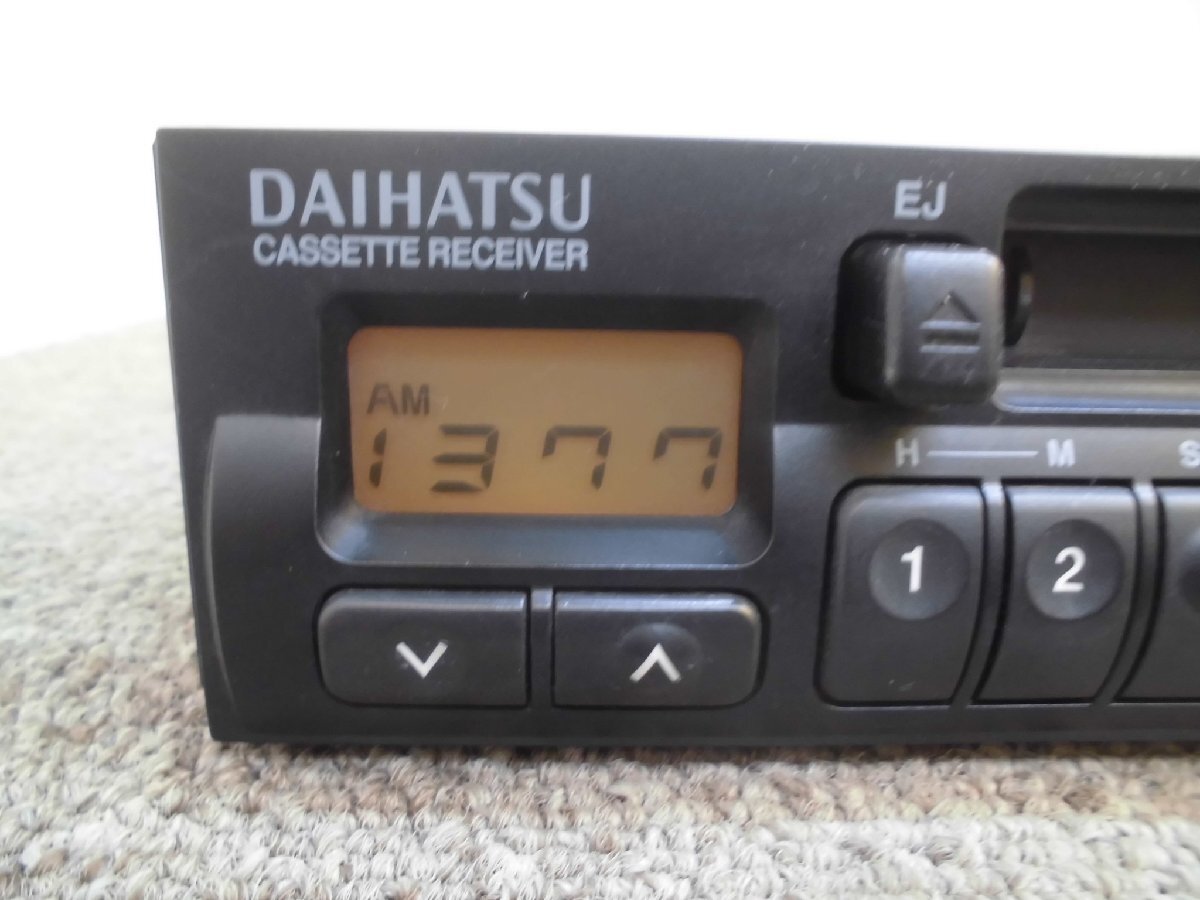 DAIHATSU
CASSETTE RECEIVER
EJ
AM
1377
H M S
1 2